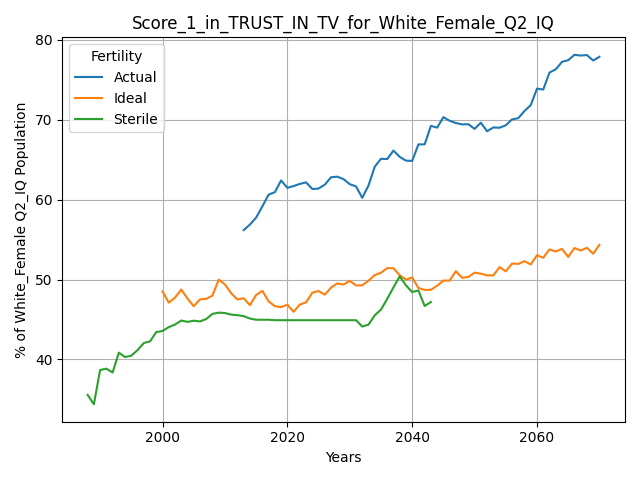 Score_1_in_TRUST_IN_TV_for_White_Female_Q2_IQ
Fertility
Actual
Ideal
Sterile
% of White_Female Q2_IQ Population
80
70
60
50
40
2000
2020
2040
2060
Years